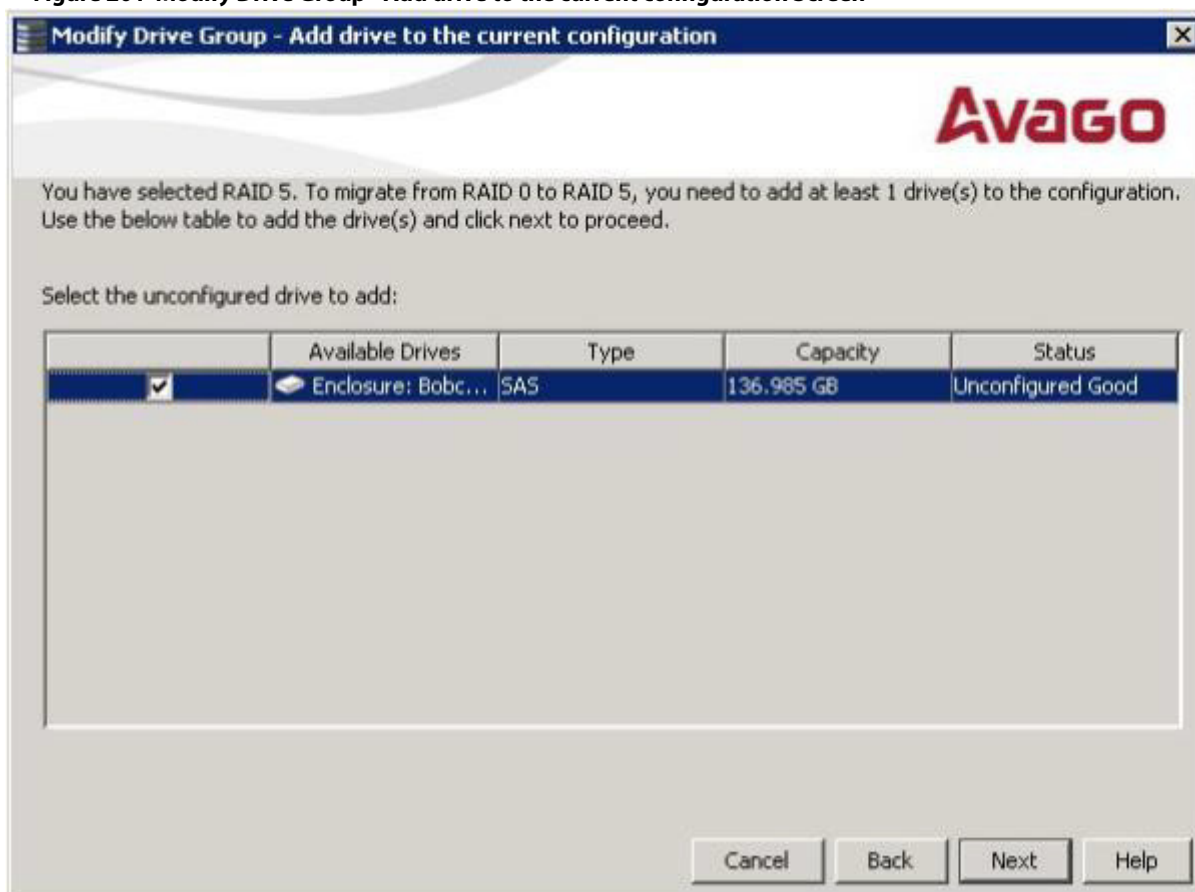 Modify Drive Group - Add drive to the current configuration
Avago
You have selected RAID 5. To migrate from RAID 0 to RAID 5, you need to add at least 1 drive(s) to the configuration.
Use the below table to add the drive(s) and click next to proceed.
Select the unconfigured drive to add:
Available Drives Type Capacity Status
Enclosure: Bobc... SAS 136.985 GB Unconfigured Good
Cancel Back Next Help